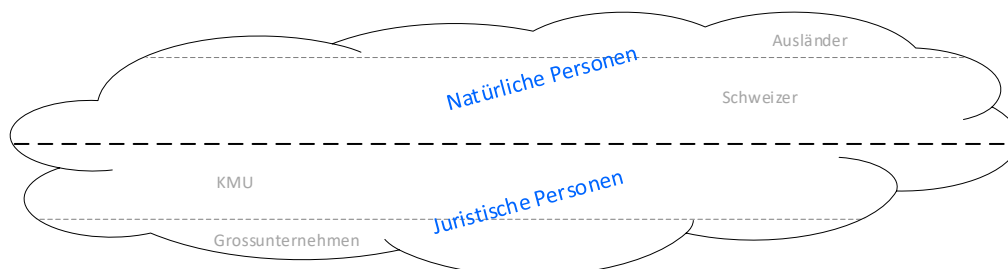 Ausländer
Natürliche Personen
Schweizer
KMU
Juristische Personen
Grossunternehmen